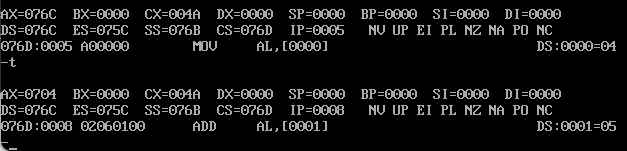 AX=076C  BX=0000  CX=004A  DX=0000  SP=0000  BP=0000  SI=0000  DI=0000
DS=076C  ES=075C  SS=076B  CS=076D  IP=0005   NV UP EI PL NZ NA PO NC
076D:0005 A00000        MOV     AL,[0000]                          DS:0000=04
-t
AX=0704  BX=0000  CX=004A  DX=0000  SP=0000  BP=0000  SI=0000  DI=0000
DS=076C  ES=075C  SS=076B  CS=076D  IP=0008   NV UP EI PL NZ NA PO NC
076D:0008 02060100      ADD     AL,[0001]                          DS:0001=05
-_